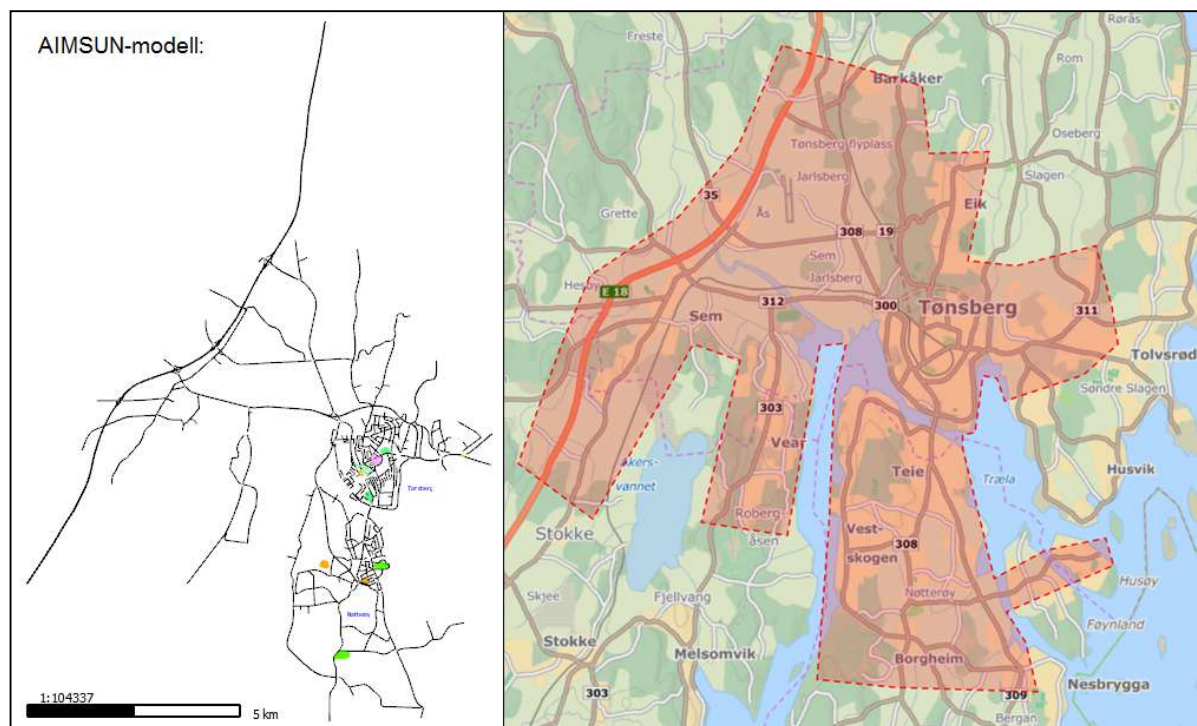 AIMSUN-modell:
Tønsberg
Nøtterøy
1:104337
5 km
Freste
Rørås
Barkåker
Rom
Oseberg
Tønsberg flyplass
Jarlsberg
Slagen
35
Grette
Ås
Eik
308
19
Sem
Jarlsberg
Hesby
E 18
312
300
Tønsberg
311
Sem
Tolvsrød
Søndre Slagen
303
Vear
Akers-
vannet
Teie
Træla
Husvik
Stokke
Roberg-
åsen
Vest-
skogen
308
Skjee
Fjellvang
Nøtterøy
Husøy
Føynland
Stokke
Melsomvik
Borgheim
303
309
Nesbrygga
Bergan